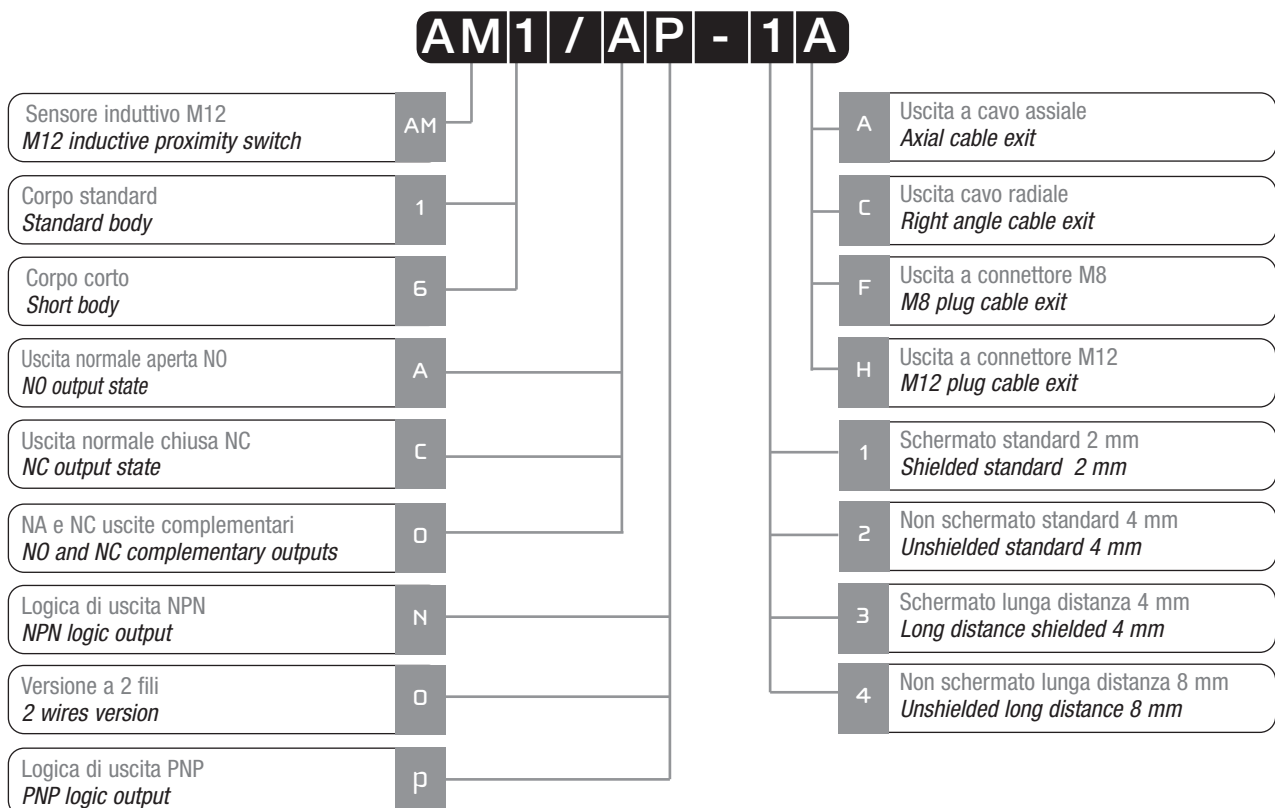 AM1/AP-1A
Sensore induttivo M12
M12 inductive proximity switch
AM
Corpo standard
Standard body
1
Corpo corto
Short body
6
Uscita normale aperta NO
NO output state
A
Uscita normale chiusa NC
NC output state
C
NA e NC uscite complementari
NO and NC complementary outputs
0
Logica di uscita NPN
NPN logic output
N
Versione a 2 fili
2 wires version
0
Logica di uscita PNP
PNP logic output
p
A
Uscita a cavo assiale
Axial cable exit
C
Uscita cavo radiale
Right angle cable exit
F
Uscita a connettore M8
M8 plug cable exit
H
Uscita a connettore M12
M12 plug cable exit
1
Schermato standard 2 mm
Shielded standard 2 mm
2
Non schermato standard 4 mm
Unshielded standard 4 mm
3
Schermato lunga distanza 4 mm
Long distance shielded 4 mm
4
Non schermato lunga distanza 8 mm
Unshielded long distance 8 mm